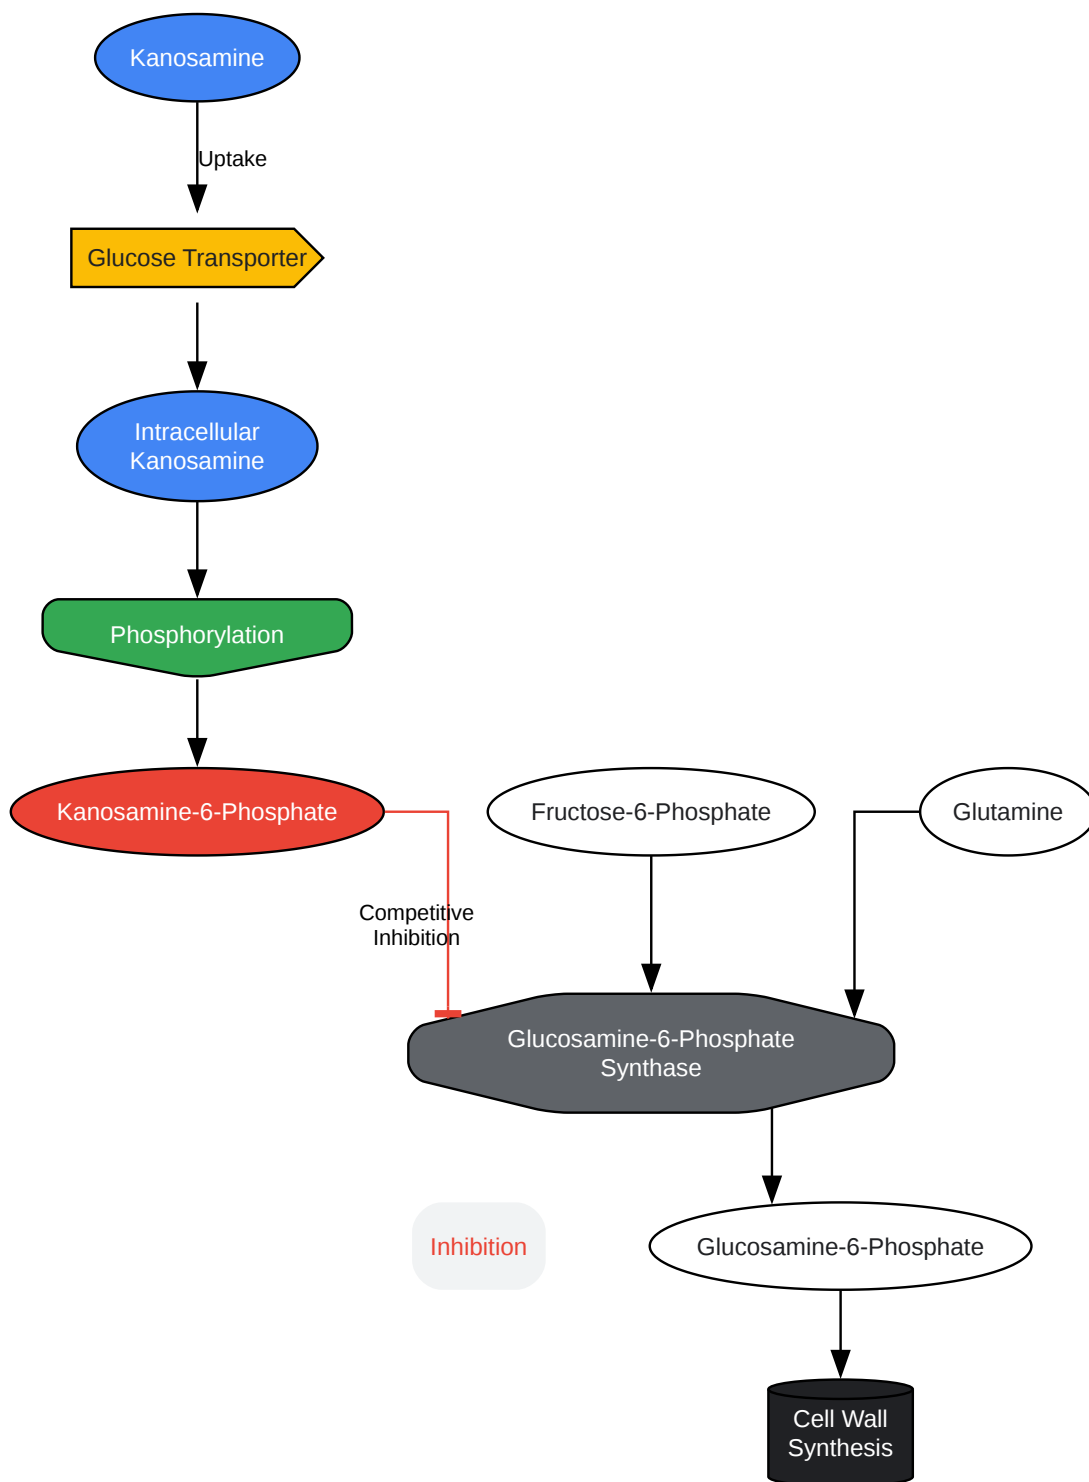 Kanosamine
Uptake
Glucose Transporter
Intracellular
Kanosamine
Phosphorylation
Kanosamine-6-Phosphate
Fructose-6-Phosphate
Glutamine
Competitive
Inhibition
Glucosamine-6-Phosphate
Synthase
Inhibition
Glucosamine-6-Phosphate
Cell Wall
Synthesis